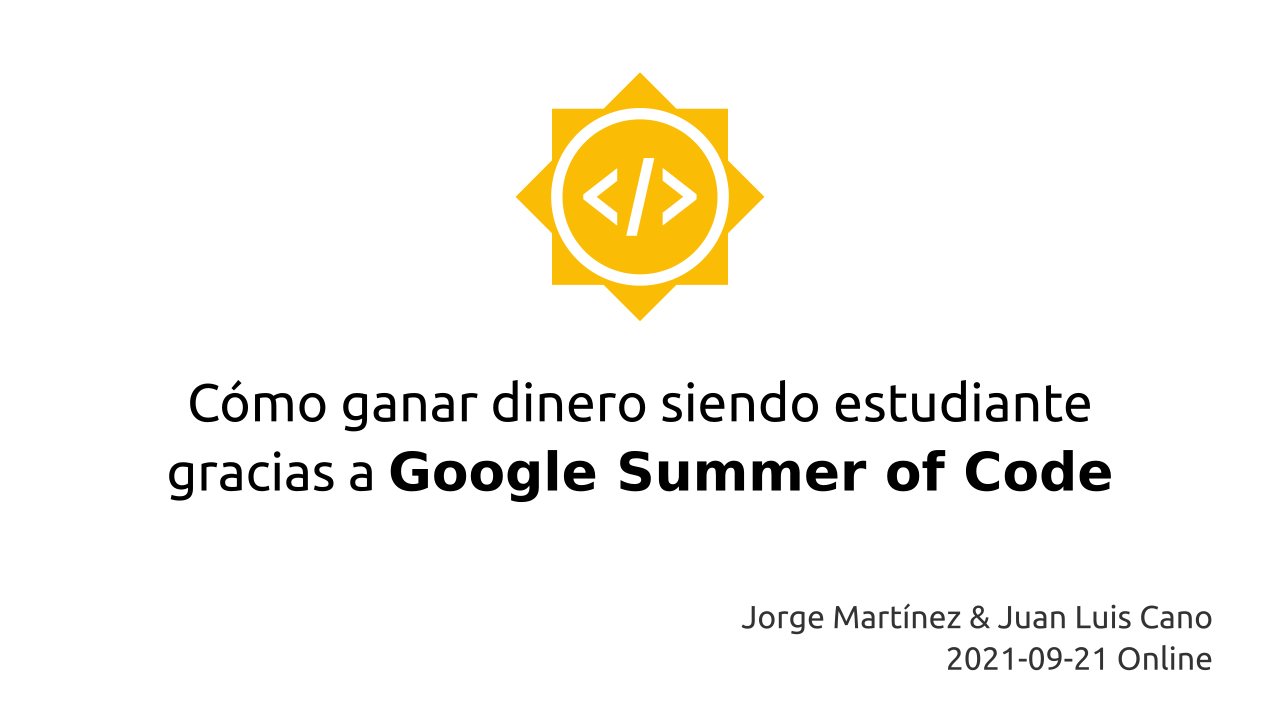 </>
Cómo ganar dinero siendo estudiante
gracias a Google Summer of Code
Jorge Martínez & Juan Luis Cano
2021-09-21 Online